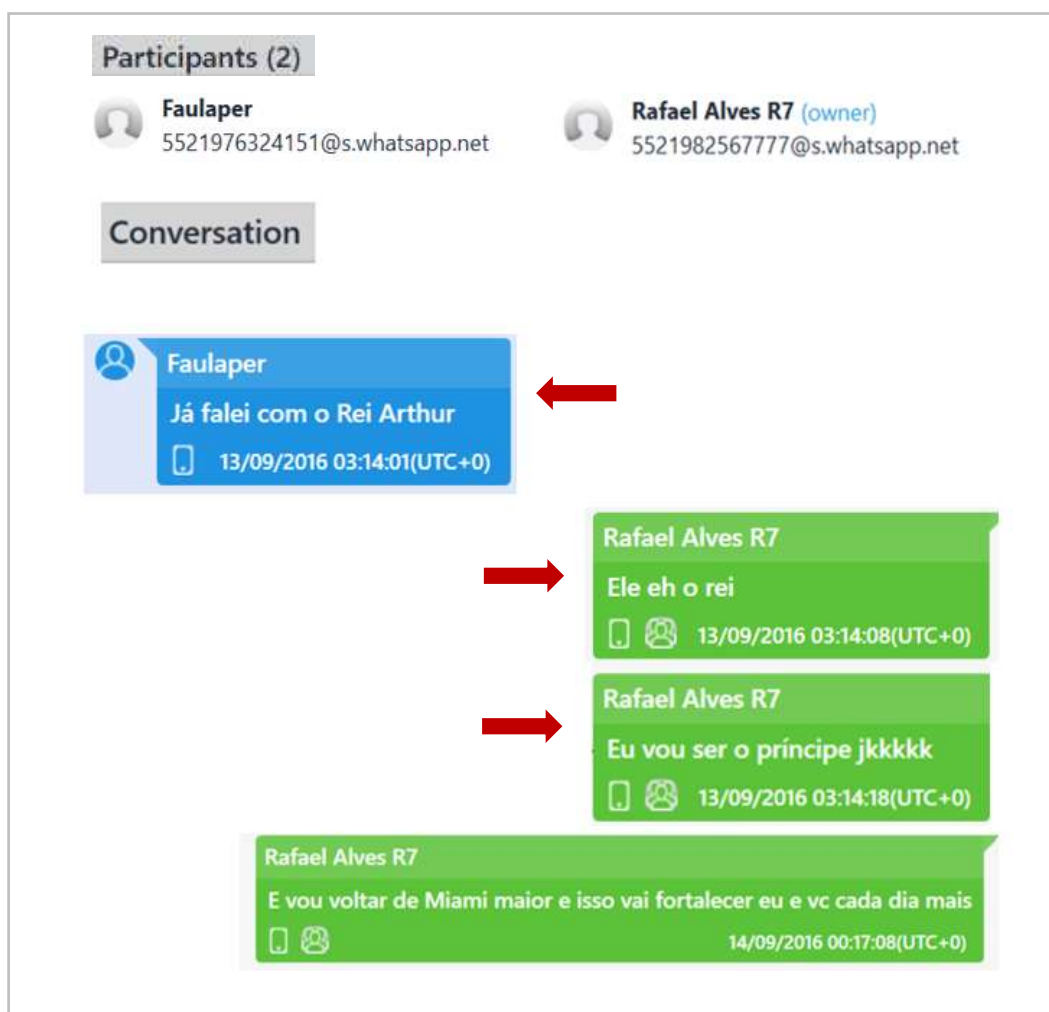 Participants (2)
Faulaper
5521976324151@s.whatsapp.net
Rafael Alves R7 (owner)
5521982567777@s.whatsapp.net
Conversation
Faulaper
Já falei com o Rei Arthur
13/09/2016 03:14:01(UTC+0)
Rafael Alves R7
Ele eh o rei
13/09/2016 03:14:08(UTC+0)
Rafael Alves R7
Eu vou ser o príncipe jkkkkk
13/09/2016 03:14:18(UTC+0)
Rafael Alves R7
E vou voltar de Miami maior e isso vai fortalecer eu e vc cada dia mais
14/09/2016 00:17:08(UTC+0)